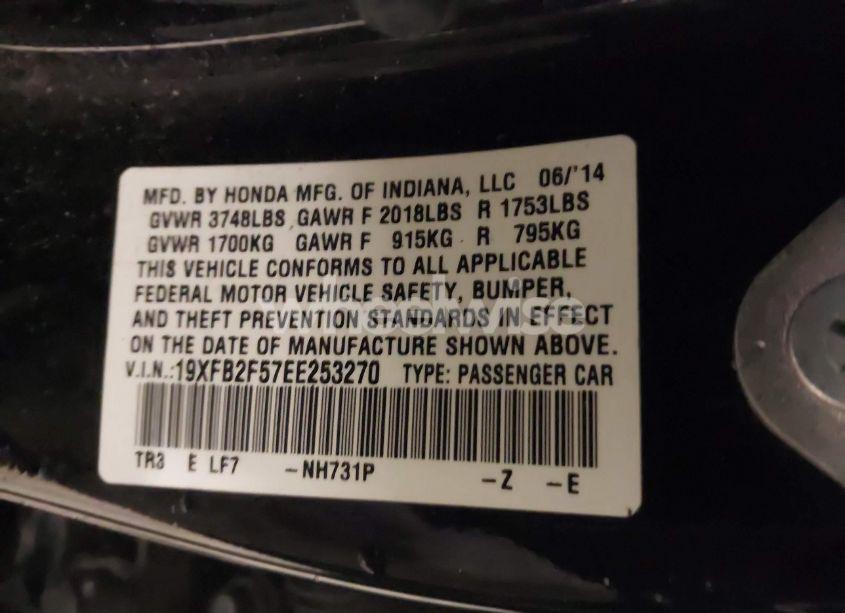 MFD. BY HONDA MFG. OF INDIANA, LLC 06/'14
GVWR 3748LBS GAWR F 2018LBS R 1753LBS
GVWR 1700KG GAWR F 915KG R 795KG
THIS VEHICLE CONFORMS TO ALL APPLICABLE
FEDERAL MOTOR VEHICLE SAFETY, BUMPER,
AND THEFT PREVENTION STANDARDS IN EFFECT
ON THE DATE OF MANUFACTURE SHOWN ABOVE.
V.I.N.:19XFB2F57EE253270 TYPE: PASSENGER CAR
TR3 E LF7 -NH731P -Z -E